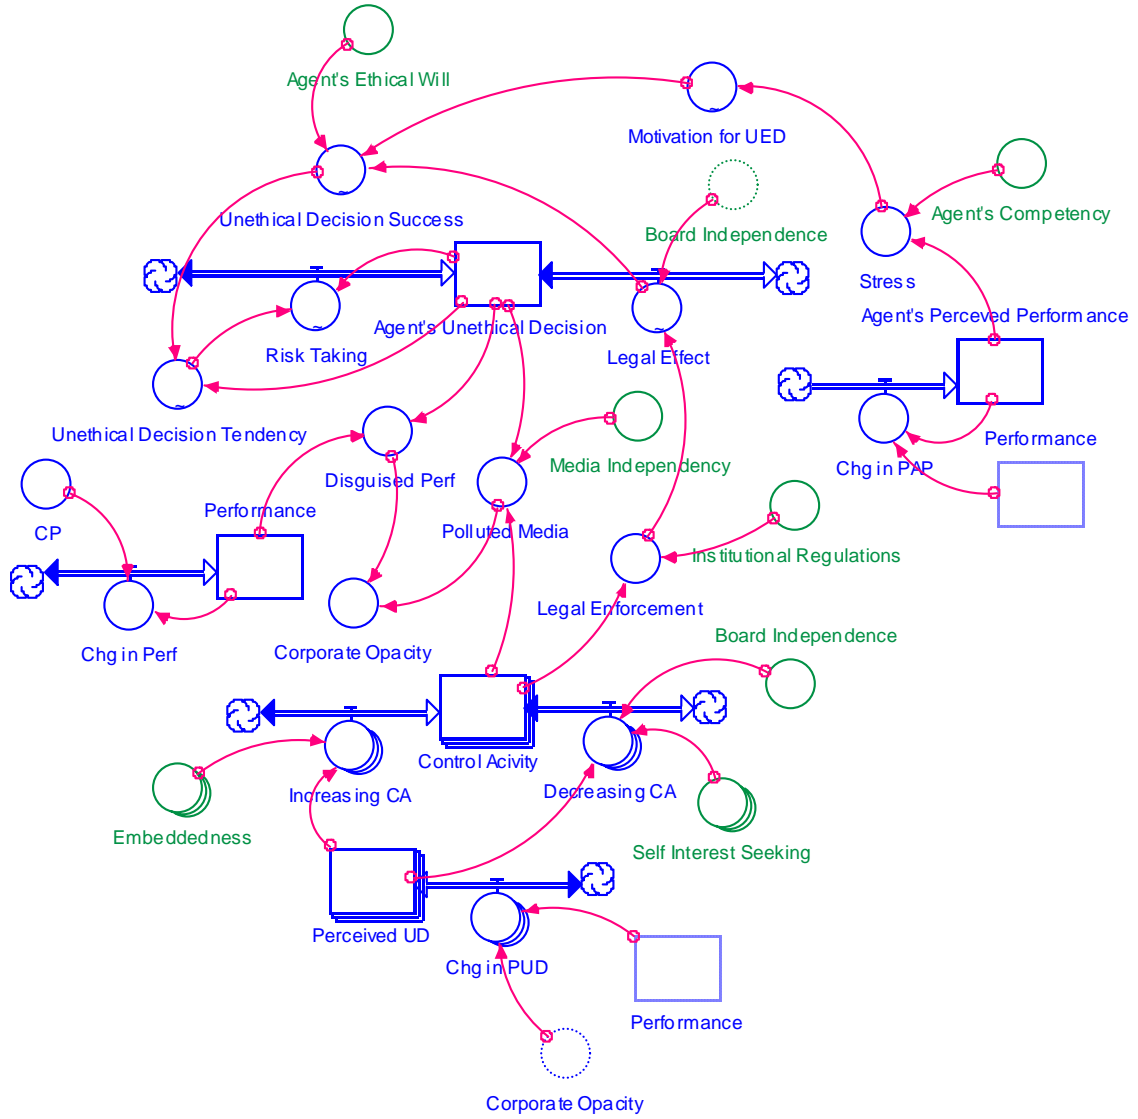 Agent's Ethical Will
Motivation for UED
Unethical Decision Success
Board Independence
Agent's Competency
Stress
Agent's Perceved Performance
Agent's Unethical Decision
Risk Taking
Legal Effect
Unethical Decision Tendency
Performance
Chg in PAP
Media Independency
Disguised Perf
Performance
CP
Polluted Media
Institutional Regulations
Legal Enforcement
Board Independence
Chg in Perf
Corporate Opacity
Control Acivity
Increasing CA
Decreasing CA
Embeddedness
Self Interest Seeking
Perceived UD
Chg in PUD
Performance
Corporate Opacity
~
~
~
~
~